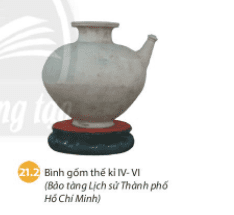 21.2 Bình gốm thế kỉ IV- VI
(Bảo tàng Lịch sử Thành phố
Hồ Chí Minh)